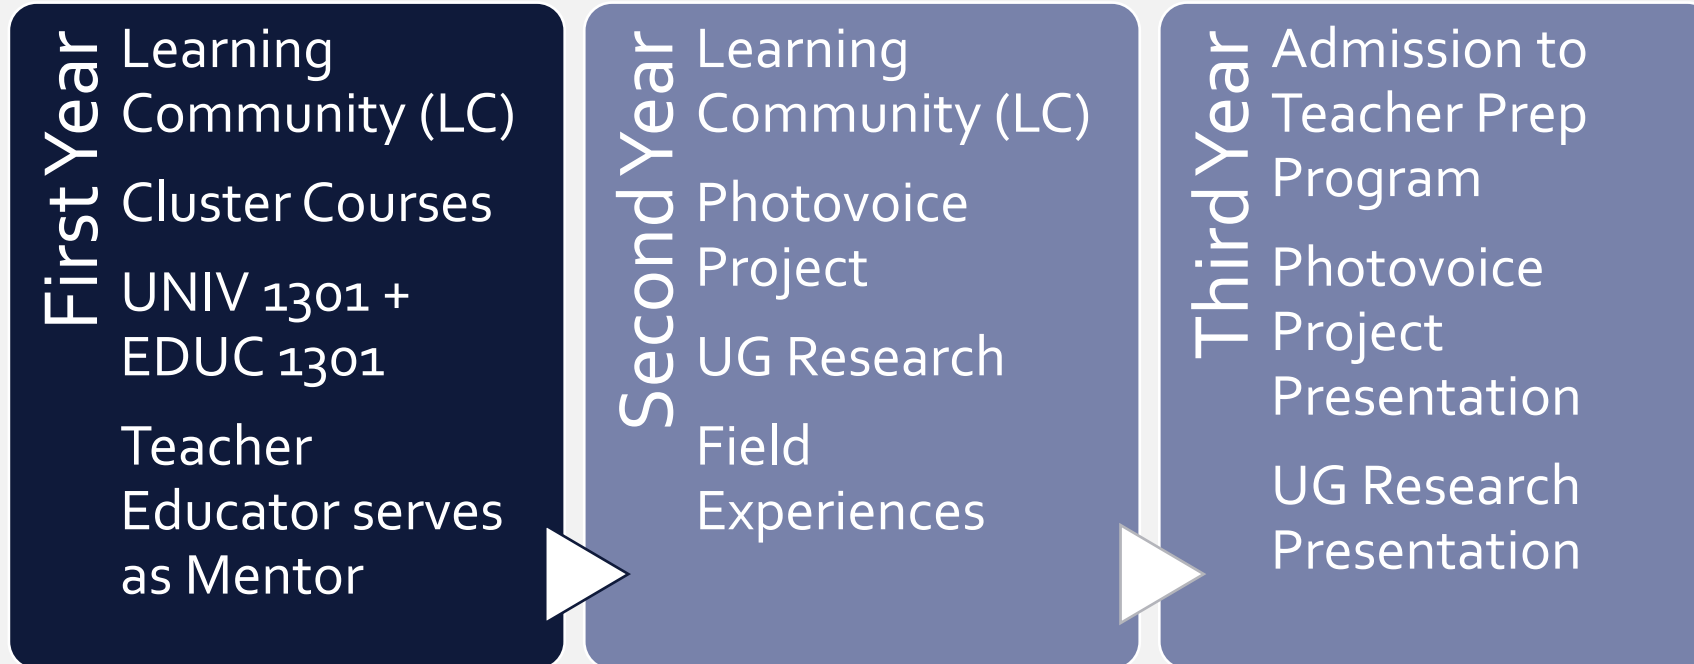 First Year
Learning
Community (LC)
Cluster Courses
UNIV 1301 +
EDUC 1301
Teacher
Educator serves
as Mentor
Second Year
Learning
Community (LC)
Photovoice
Project
UG Research
Field
Experiences
Third Year
Admission to
Teacher Prep
Program
Photovoice
Project
Presentation
UG Research
Presentation